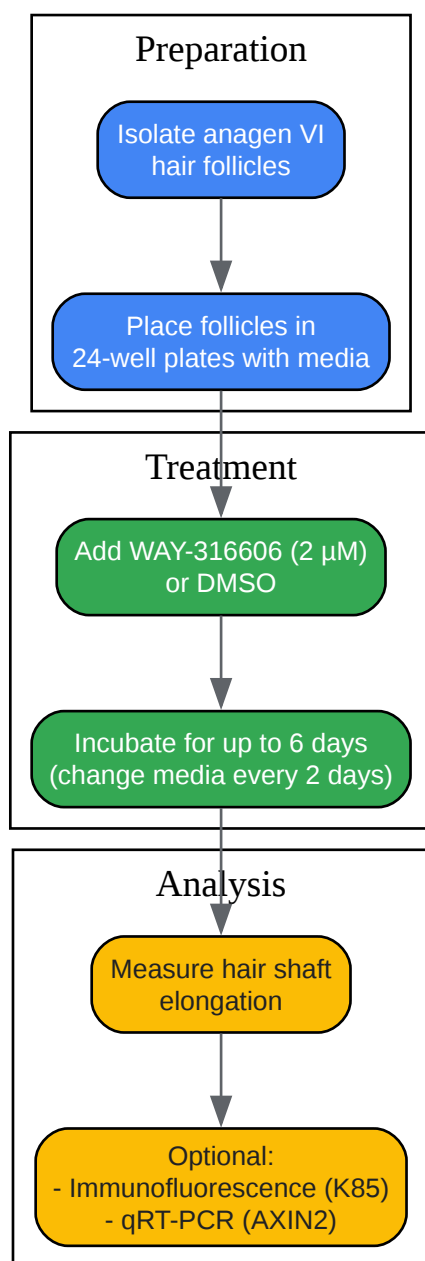 Preparation
Isolate anagen VI
hair follicles
Place follicles in
24-well plates with media
Treatment
Add WAY-316606 (2 µM)
or DMSO
Incubate for up to 6 days
(change media every 2 days)
Analysis
Measure hair shaft
elongation
Optional:
- Immunofluorescence (K85)
- qRT-PCR (AXIN2)